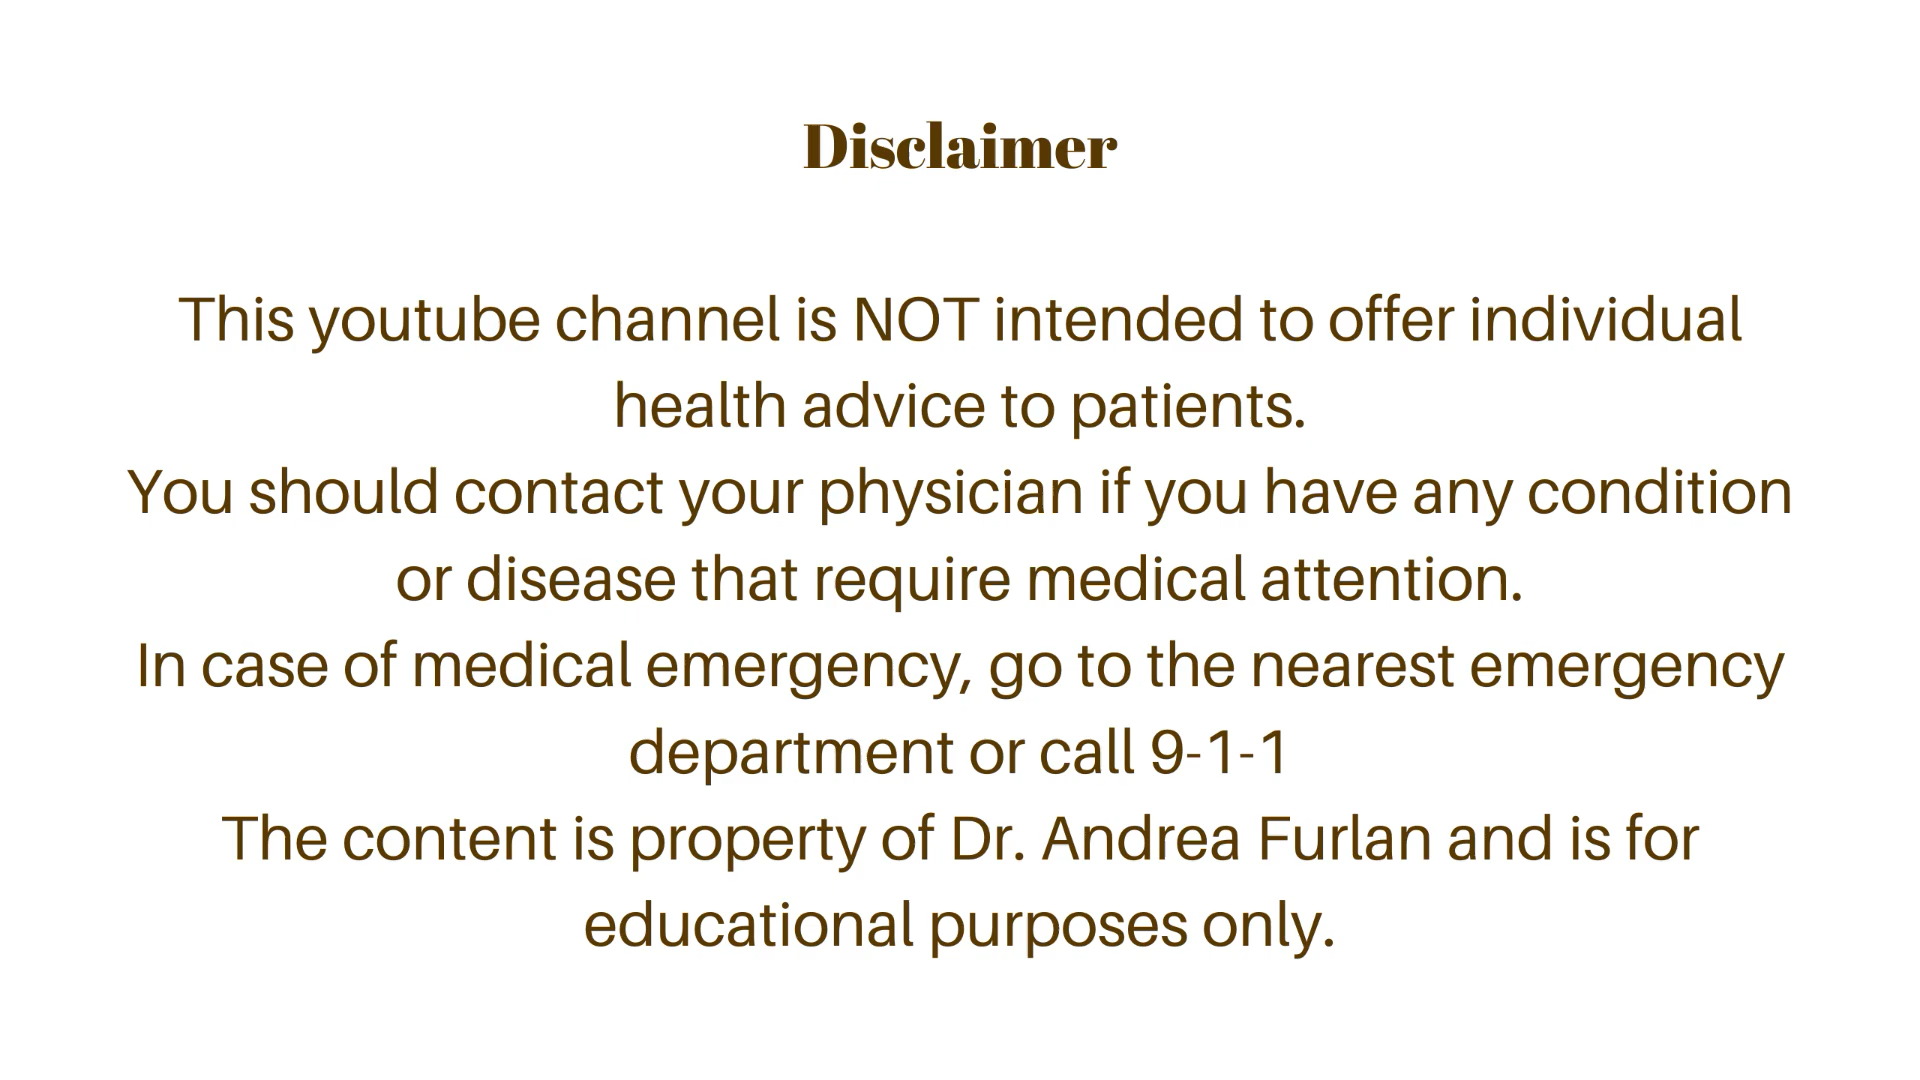 Disclaimer
This youtube channel is NOT intended to offer individual
health advice to patients.
You should contact your physician if you have any condition
or disease that require medical attention.
In case of medical emergency, go to the nearest emergency
department or call 9-1-1
The content is property of Dr. Andrea Furlan and is for
educational purposes only.